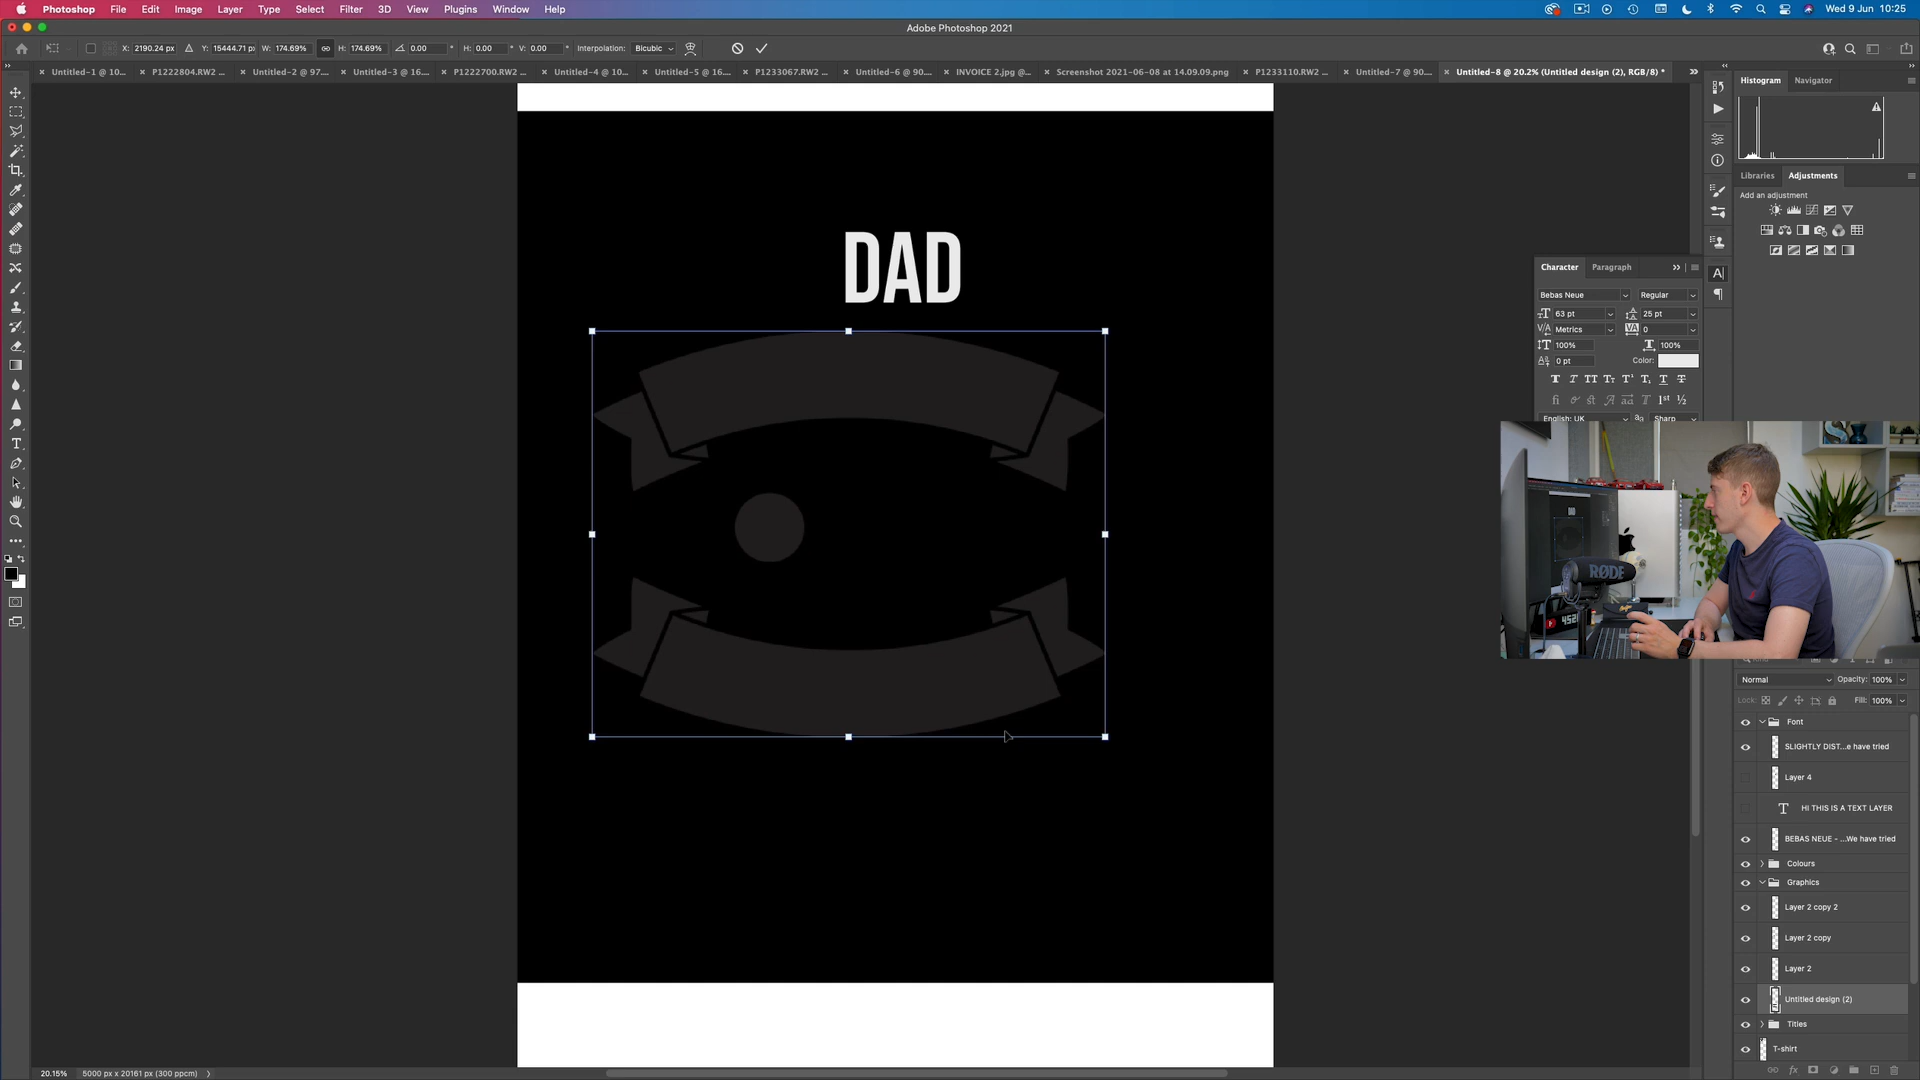 Photoshop File Edit Image Layer Type Select Filter 3D View Plugins Window Help Wed 9 Jun 10:25
Adobe Photoshop 2021
X: 2190.24 px Y: 15444.71 px W: 174.69% H: 174.69% 0.00 ° H: 0.00 ° V: 0.00 ° Interpolation: Bicubic
Untitled-1 @ 10... P1222804.RW2 ... Untitled-2 @ 97.... Untitled-3 @ 16.... P1222700.RW2 ... Untitled-4 @ 10... Untitled-5 @ 16.... P1233067.RW2 ... Untitled-6 @ 90.... INVOICE 2.jpg @... Screenshot 2021-06-08 at 14.09.09.png P1233110.RW2 ... Untitled-7 @ 90.... Untitled-8 @ 20.2% (Untitled design (2), RGB/8) *
Histogram Navigator
Libraries Adjustments
Add an adjustment
DAD
Character Paragraph
Bebas Neue Regular
63 pt 25 pt
Metrics 0
100% 100%
0 pt Color:
English: UK Sharp
RØDE
Normal Opacity: 100%
Lock: Fill: 100%
Font
SLIGHTLY DIST...e have tried
Layer 4
HI THIS IS A TEXT LAYER
BEBAS NEUE - ...We have tried
Colours
Graphics
Layer 2 copy 2
Layer 2 copy
Layer 2
Untitled design (2)
Titles
T-shirt
20.15% 5000 px x 20161 px (300 ppcm)